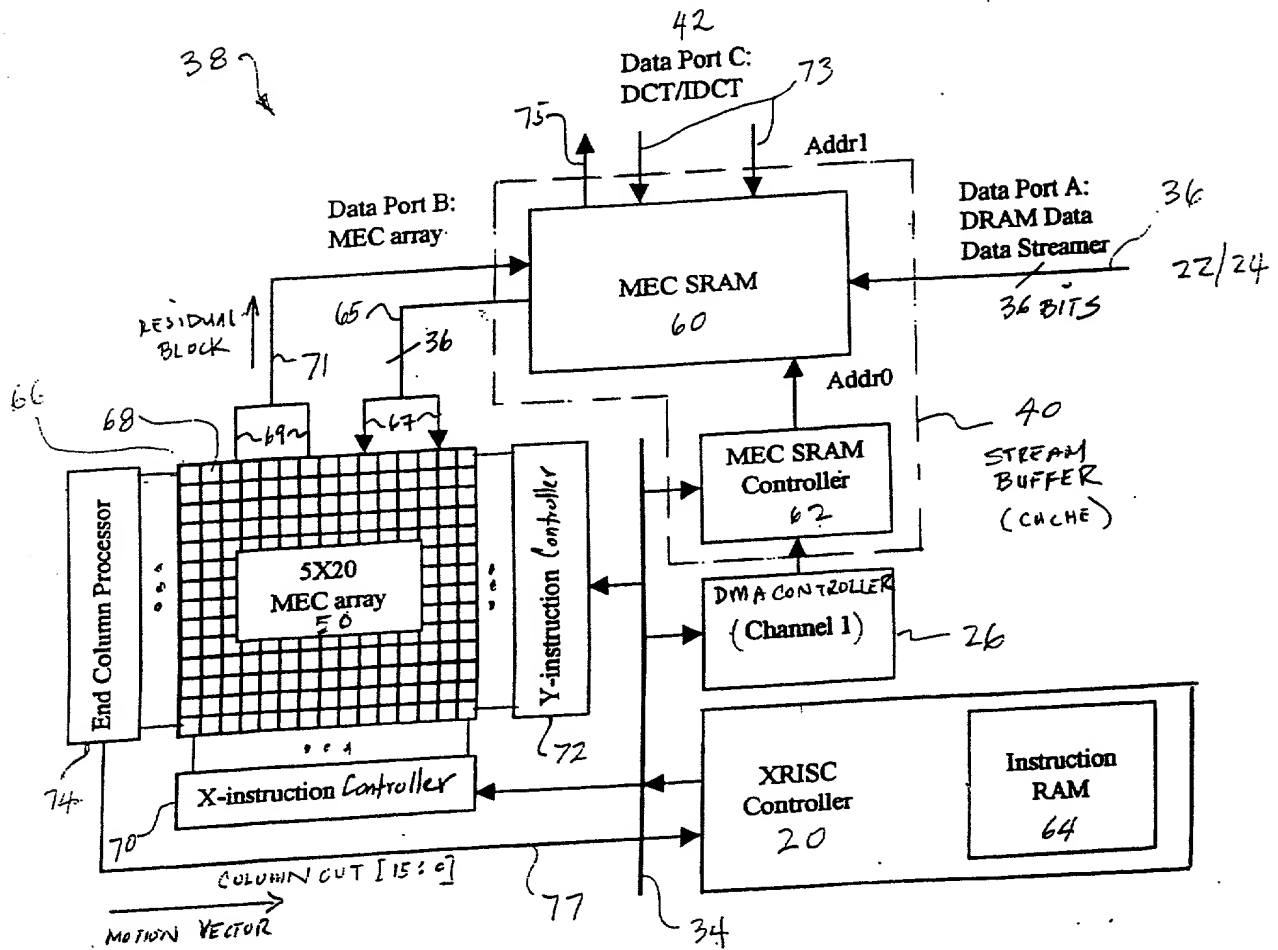 38
42
Data Port C:
DCT/IDCT
73
75
Addr1
Data Port B:
MEC array
Data Port A:
DRAM Data
Data Streamer
36
22/24
36 BITS
MEC SRAM
60
65
36
RESIDUAL
BLOCK
71
Addr0
66
68
69
67
40
STREAM
BUFFER
(CACHE)
MEC SRAM
Controller
62
End Column Processor
5X20
MEC array
50
Y-instruction Controller
DMA CONTROLLER
(Channel 1)
26
74
72
X-instruction Controller
70
XRISC
Controller
20
Instruction
RAM
64
COLUMN OUT [15:0]
77
34
MOTION VECTOR